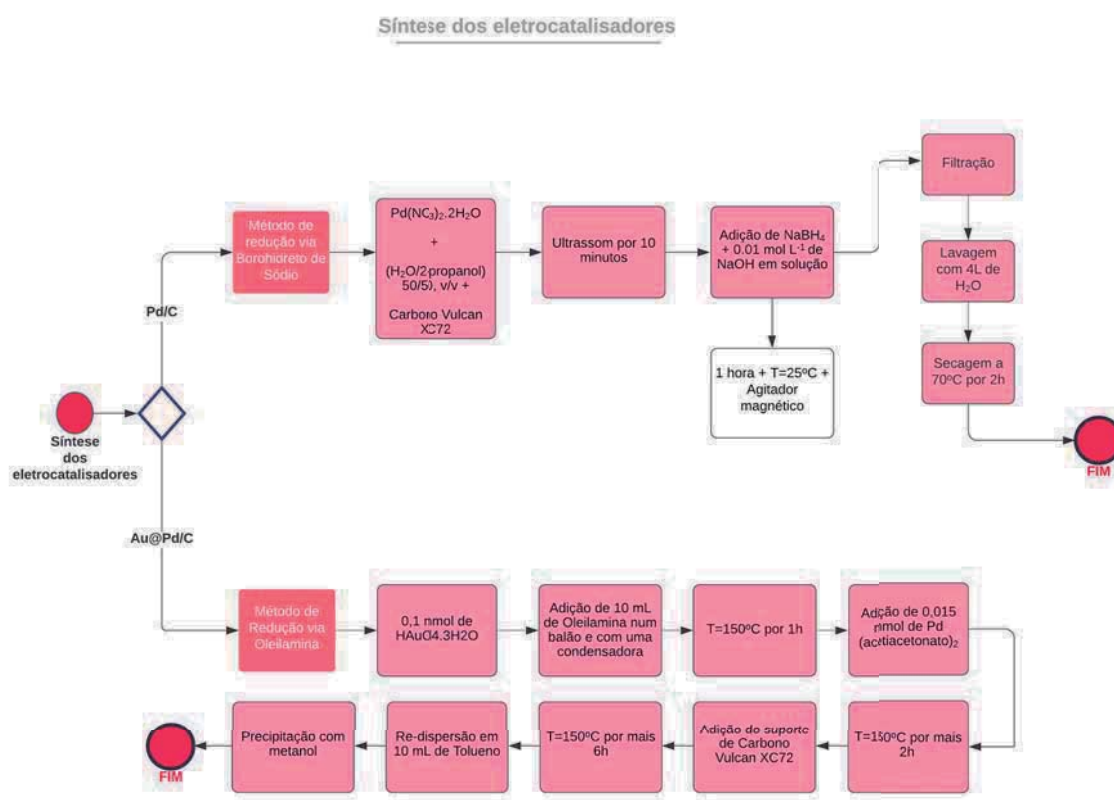 Síntese dos eletrocatalisadores
Síntese
dos
eletrocatalisadores
Pd/C
Método de
redução via
Borohidreto de
Sódio
Pd(NO₃)₂.2H₂O
+
(H₂O/2propanol)
50/50, v/v +
Carbono Vulcan
XC72
Ultrassom por 10
minutos
Adição de NaBH₄
+ 0.01 mol L⁻¹ de
NaOH em solução
1 hora + T=25ºC +
Agitador
magnético
Filtração
Lavagem
com 4L de
H₂O
Secagem a
70ºC por 2h
FIM
Au@Pd/C
Método de
Redução via
Oleilamina
0,1 nmol de
HAuCl4.3H2O
Adição de 10 mL
de Oleilamina num
balão e com uma
condensadora
T=150ºC por 1h
Adição de 0,015
nmol de Pd
(acetiacetonato)₂
T=150ºC por mais
2h
Adição do suporte
de Carbono
Vulcan XC72
T=150ºC por mais
6h
Re-dispersão em
10 mL de Tolueno
Precipitação com
metanol
FIM